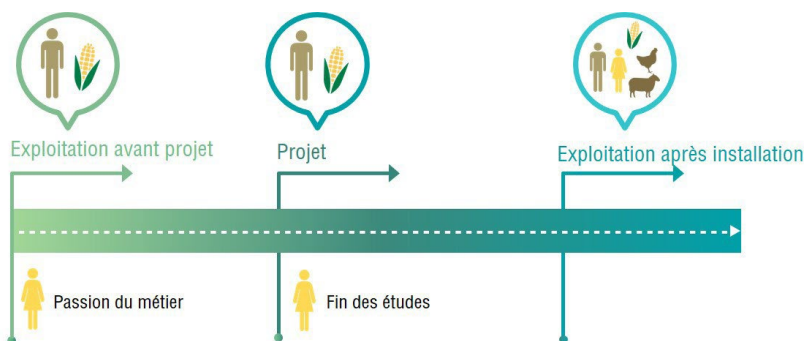 Exploitation avant projet
Projet
Exploitation après installation
Passion du métier
Fin des études